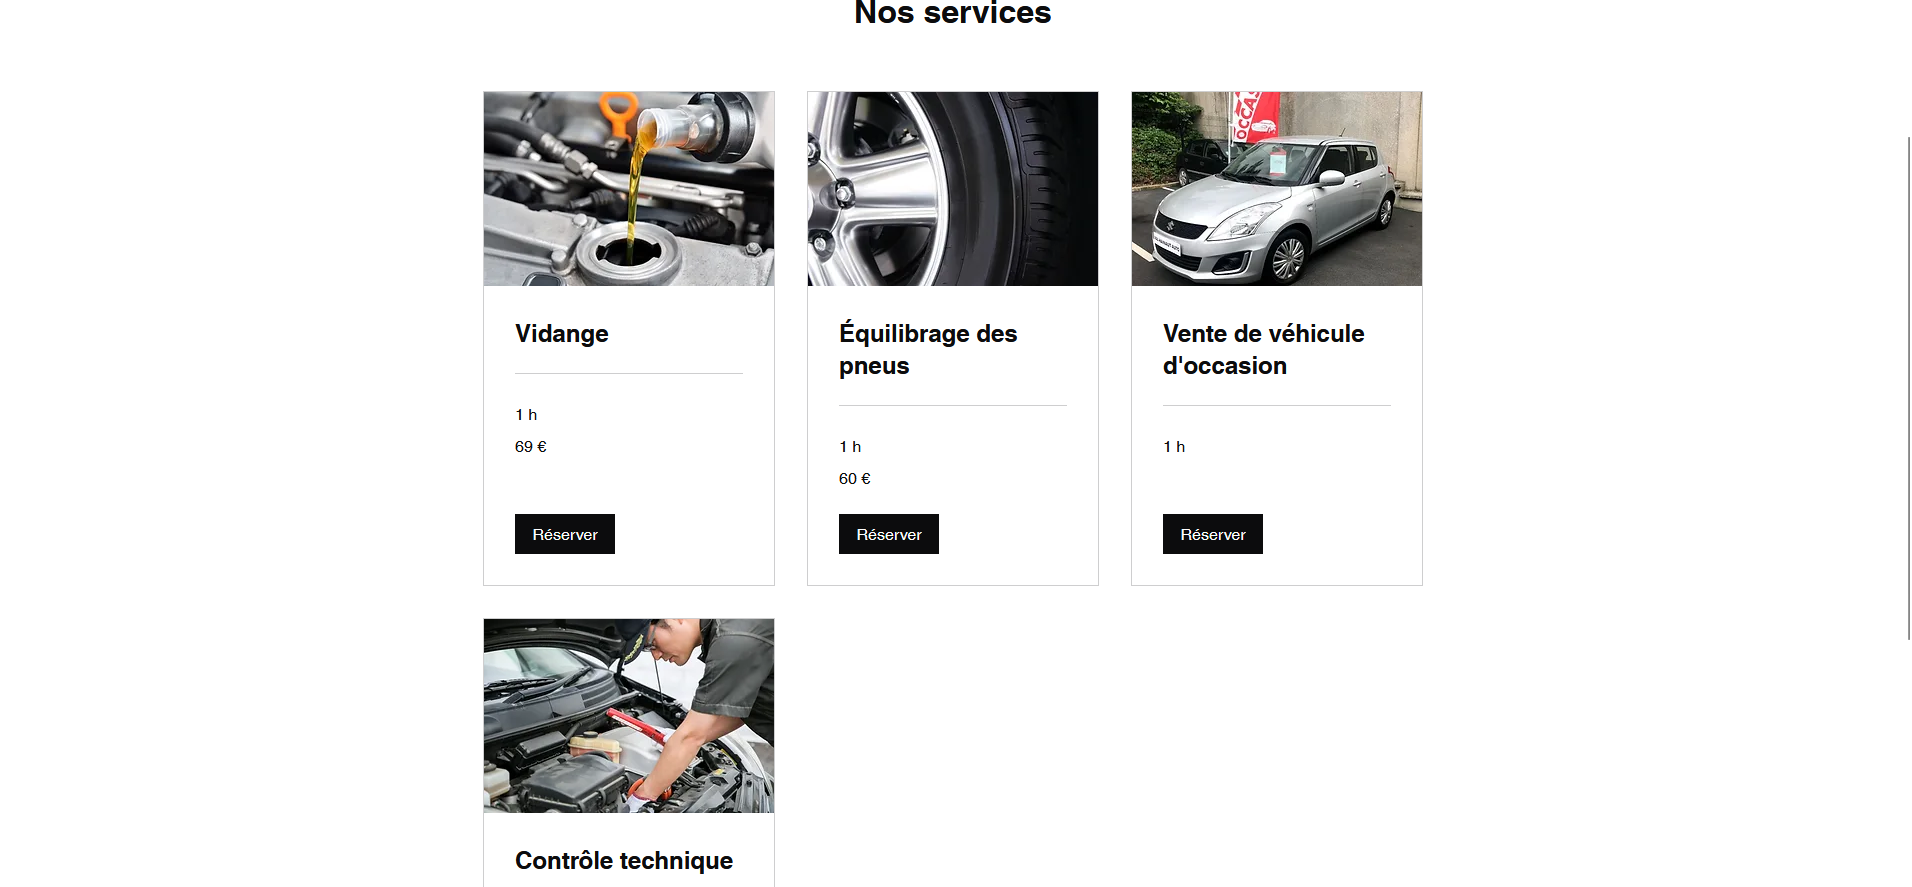 Nos services
OCCAS
Vidange
1 h
69 €
Réserver
Équilibrage des
pneus
1 h
60 €
Réserver
Vente de véhicule
d'occasion
1 h
Réserver
Contrôle technique